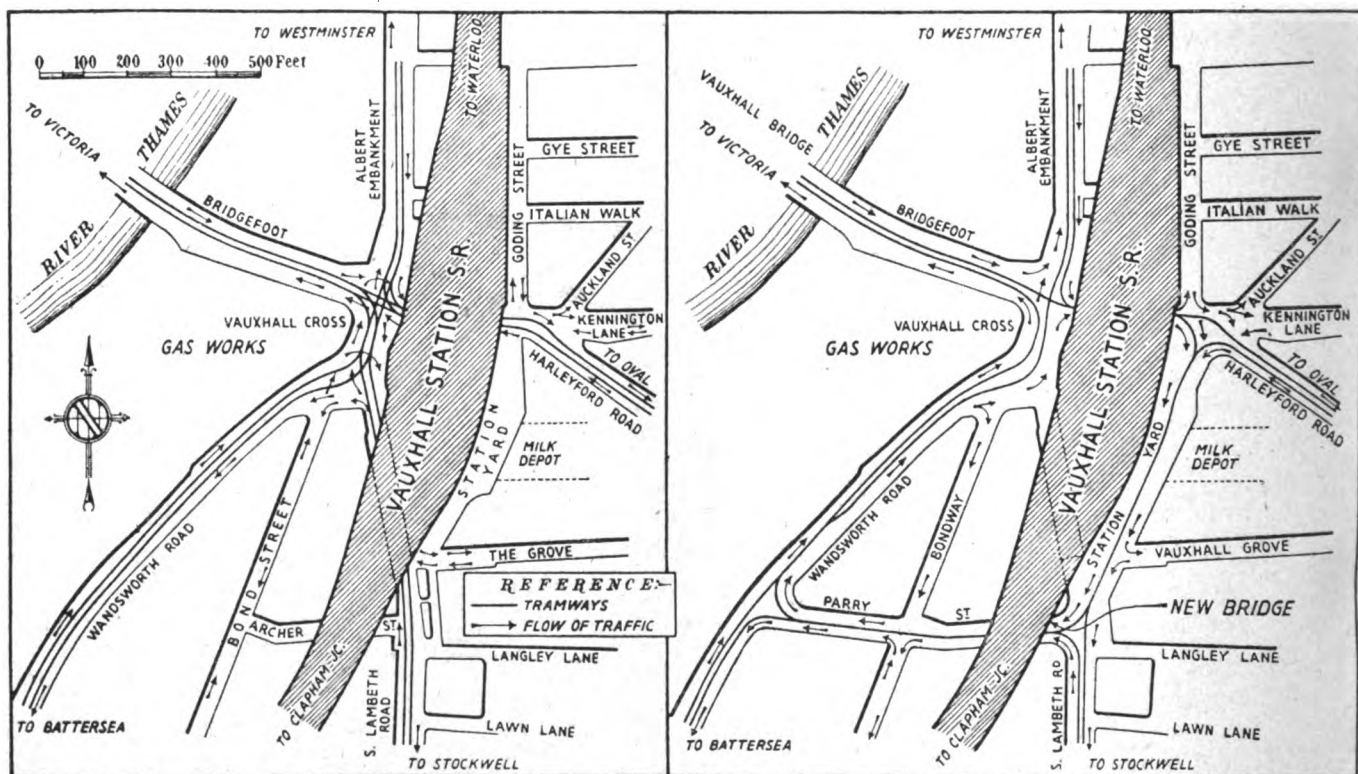 TO WESTMINSTER
0 100 200 300 400 500 Feet
TO WATERLOO
TO VICTORIA
THAMES
RIVER
ALBERT
EMBANKMENT
BRIDGEFOOT
GODING STREET
GYE STREET
ITALIAN WALK
AUCKLAND ST.
KENNINGTON
LANE
VAUXHALL CROSS
GAS WORKS
VAUXHALL STATION S.R.
TO OVAL
HARLEYFORD ROAD
STATION
YARD
MILK
DEPOT
WANDSWORTH ROAD
BOND STREET
ARCHER ST.
THE GROVE
REFERENCE
TRAMWAYS
FLOW OF TRAFFIC
LANGLEY LANE
TO CLAPHAM JC.
S. LAMBETH
ROAD
LAWN LANE
TO BATTERSEA
TO STOCKWELL
TO WESTMINSTER
TO WATERLOO
VAUXHALL BRIDGE
TO VICTORIA
THAMES
RIVER
ALBERT
EMBANKMENT
BRIDGEFOOT
GODING STREET
GYE STREET
ITALIAN WALK
AUCKLAND ST.
KENNINGTON
LANE
VAUXHALL CROSS
GAS WORKS
VAUXHALL STATION S.R.
TO OVAL
HARLEYFORD ROAD
STATION YARD
MILK
DEPOT
WANDSWORTH ROAD
BONDWAY
VAUXHALL GROVE
PARRY ST.
NEW BRIDGE
LANGLEY LANE
TO CLAPHAM JC.
S. LAMBETH RD
LAWN LANE
TO BATTERSEA
TO STOCKWELL